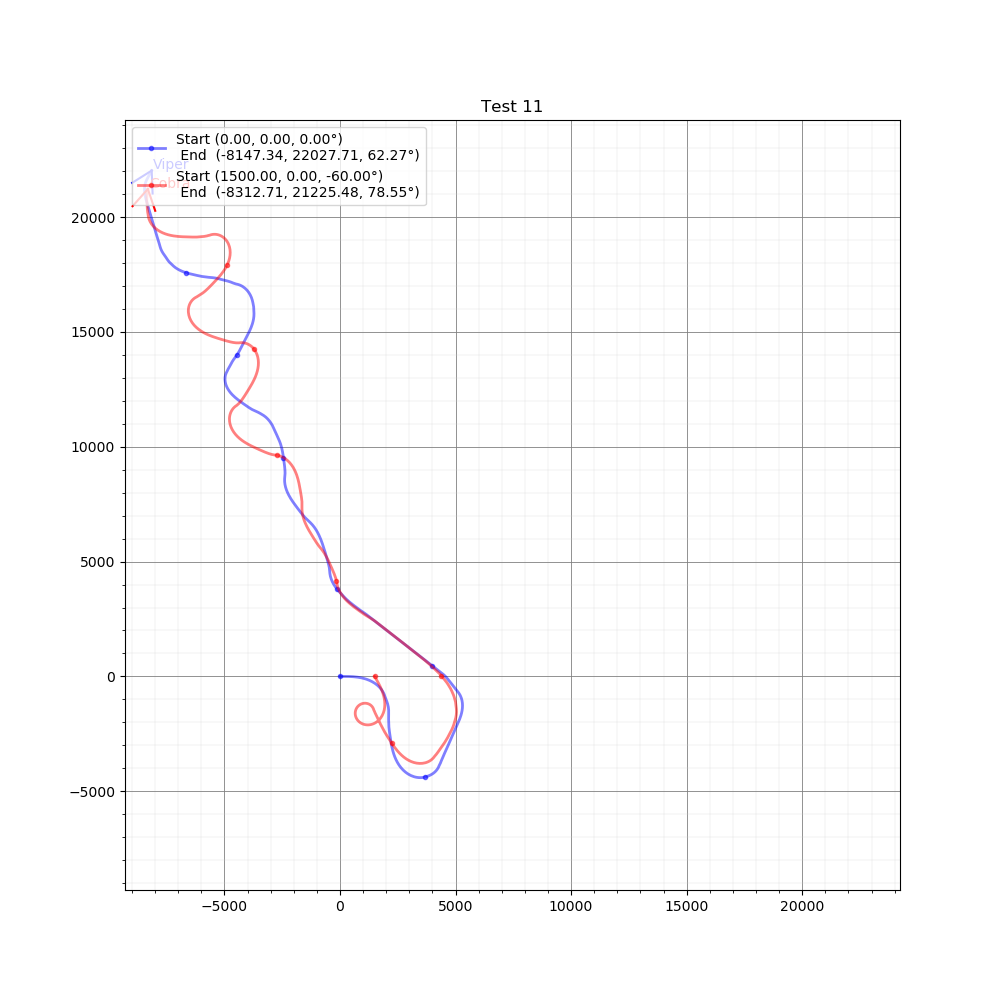 Test 11
Start (0.00, 0.00, 0.00°)
End (-8147.34, 22027.71, 62.27°)
Viper
Start (1500.00, 0.00, -60.00°)
Cobra
End (-8312.71, 21225.48, 78.55°)
20000
15000
10000
5000
0
−5000
−5000
0
5000
10000
15000
20000